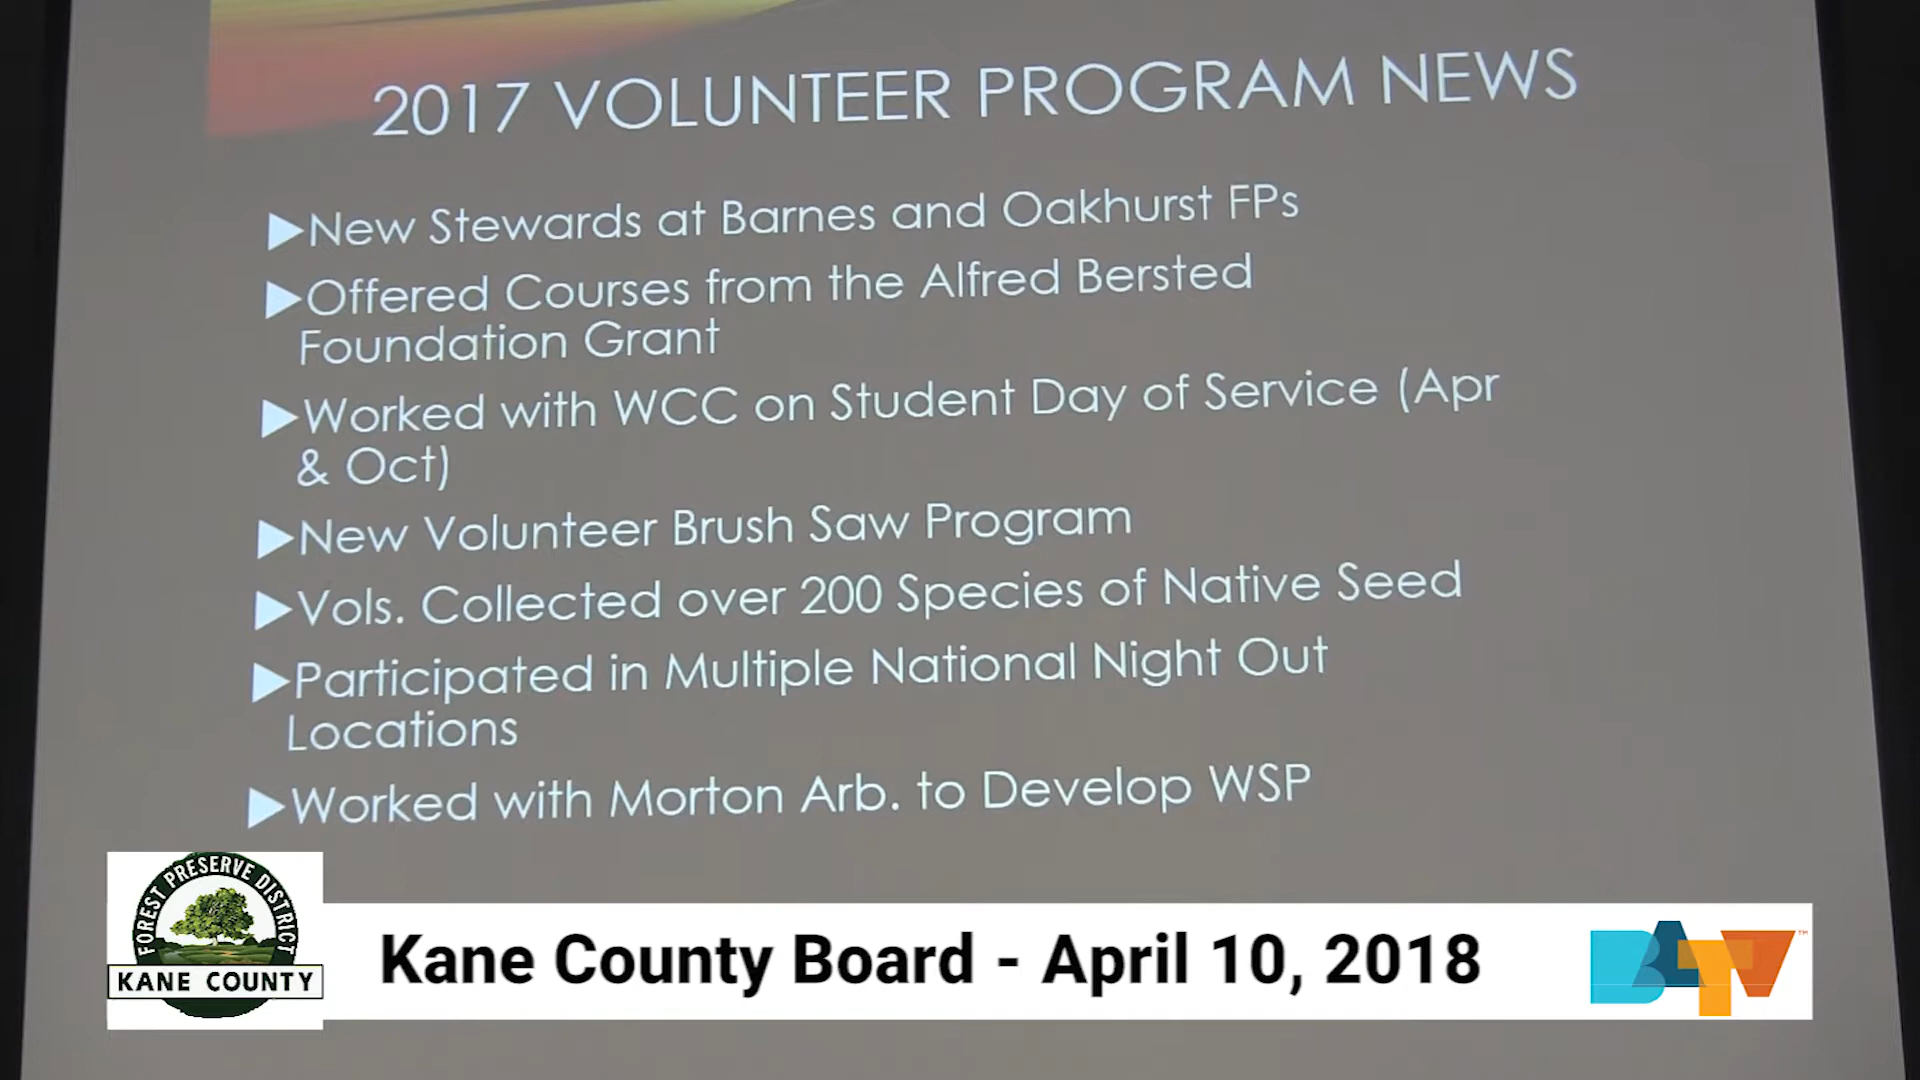 2017 VOLUNTEER PROGRAM NEWS
▶New Stewards at Barnes and Oakhurst FPs
▶Offered Courses from the Alfred Bersted
Foundation Grant
▶Worked with WCC on Student Day of Service (Apr
& Oct)
▶New Volunteer Brush Saw Program
▶Vols. Collected over 200 Species of Native Seed
▶Participated in Multiple National Night Out
Locations
▶Worked with Morton Arb. to Develop WSP
FOREST PRESERVE DISTRICT
KANE COUNTY
Kane County Board - April 10, 2018
BATV™